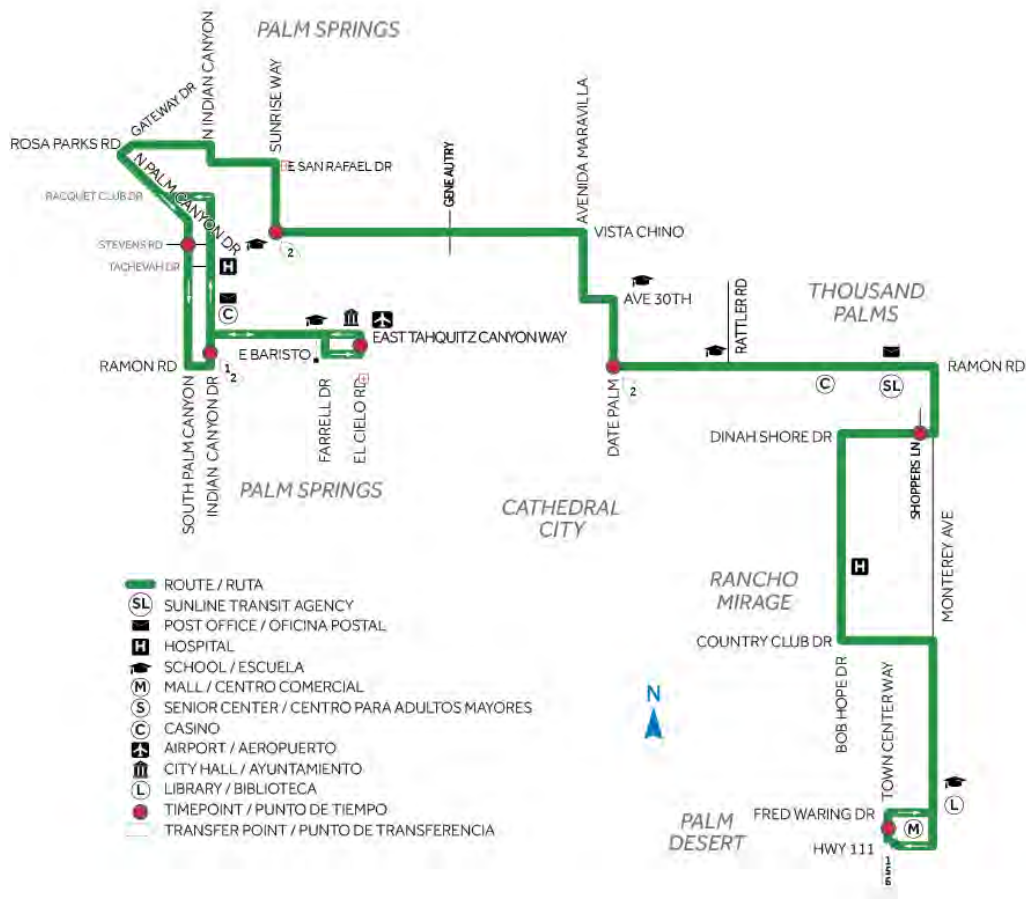 PALM SPRINGS
GATEWAY DR
N INDIAN CANYON
SUNRISE WAY
ROSA PARKS RD
N PALM CANYON DR
E SAN RAFAEL DR
RACQUET CLUB DR
STEVENS RD
TACHEVAH DR
2
GENE AUTRY
AVENIDA MARAVILLA
VISTA CHINO
AVE 30TH
RATTLER RD
THOUSAND
PALMS
H
C
EAST TAHQUITZ CANYON WAY
E BARISTO
RAMON RD
1
2
SOUTH PALM CANYON
INDIAN CANYON DR
FARRELL DR
EL CIELO RD
PALM SPRINGS
2
DATE PALM
C
SL
RAMON RD
DINAH SHORE DR
SHOPPERS LN
MONTEREY AVE
CATHEDRAL
CITY
RANCHO
MIRAGE
H
COUNTRY CLUB DR
BOB HOPE DR
TOWN CENTER WAY
N
PALM
DESERT
FRED WARING DR
M
L
HWY 111
1
5
6
ROUTE / RUTA
SL SUNLINE TRANSIT AGENCY
POST OFFICE / OFICINA POSTAL
H HOSPITAL
SCHOOL / ESCUELA
M MALL / CENTRO COMERCIAL
S SENIOR CENTER / CENTRO PARA ADULTOS MAYORES
C CASINO
AIRPORT / AEROPUERTO
CITY HALL / AYUNTAMIENTO
L LIBRARY / BIBLIOTECA
TIMEPOINT / PUNTO DE TIEMPO
TRANSFER POINT / PUNTO DE TRANSFERENCIA